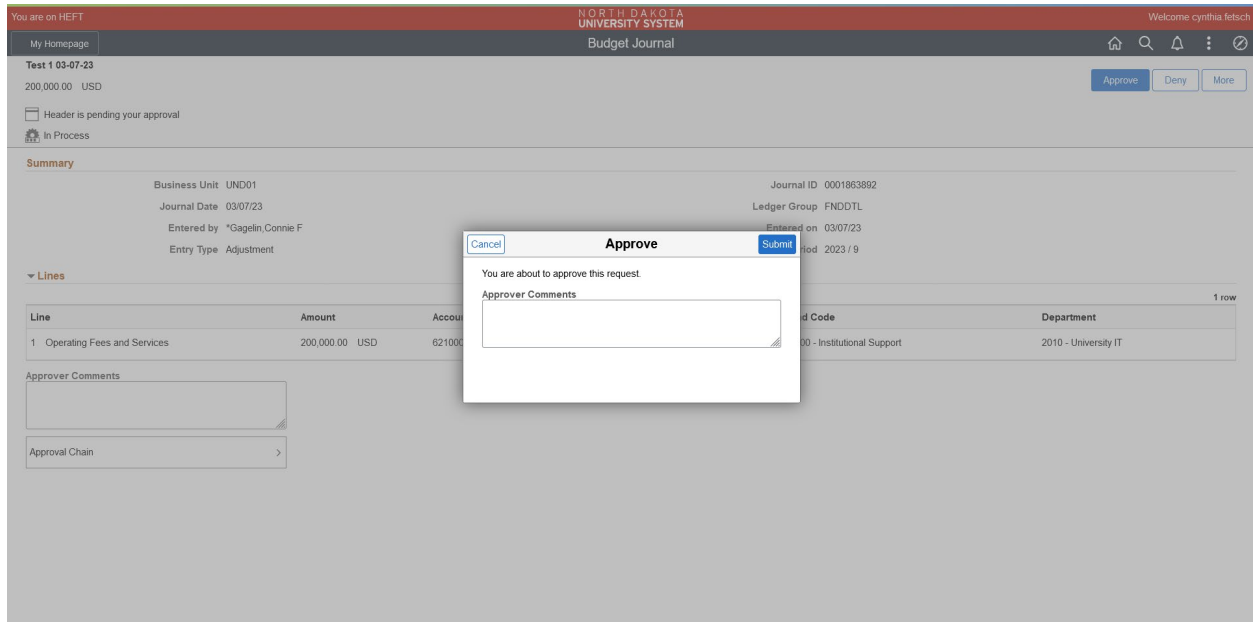 You are on HEFT
NORTH DAKOTA
UNIVERSITY SYSTEM
Welcome cynthia.fetsch
My Homepage
Budget Journal
Test 1 03-07-23
200,000.00 USD
Approve Deny More
Header is pending your approval
In Process
Summary
Business Unit UND01 Journal ID 0001863892
Journal Date 03/07/23 Ledger Group FNDDTL
Entered by *Gagelin,Connie F Entered on 03/07/23
Entry Type Adjustment 2023 / 9
Cancel Approve Submit
You are about to approve this request.
Approver Comments
Lines
1 row
Line Amount Code Department
1 Operating Fees and Services 200,000.00 USD - Institutional Support 2010 - University IT
Approver Comments
Approval Chain